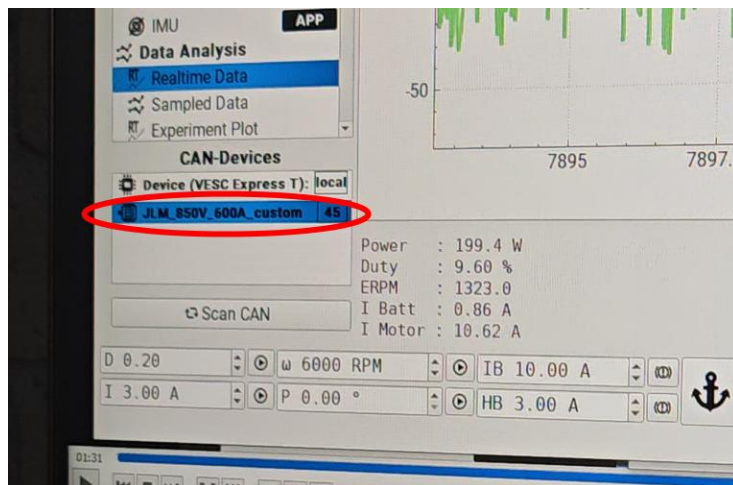 IMU
APP
Data Analysis
RT Realtime Data
Sampled Data
RT Experiment Plot
CAN-Devices
Device (VESC Express T): local
JLM_850V_600A_custom 45
Scan CAN
-50
7895 7897.
Power : 199.4 W
Duty : 9.60 %
ERPM : 1323.0
I Batt : 0.86 A
I Motor : 10.62 A
D 0.20 ω 6000 RPM IB 10.00 A
I 3.00 A P 0.00 ° HB 3.00 A
01:31